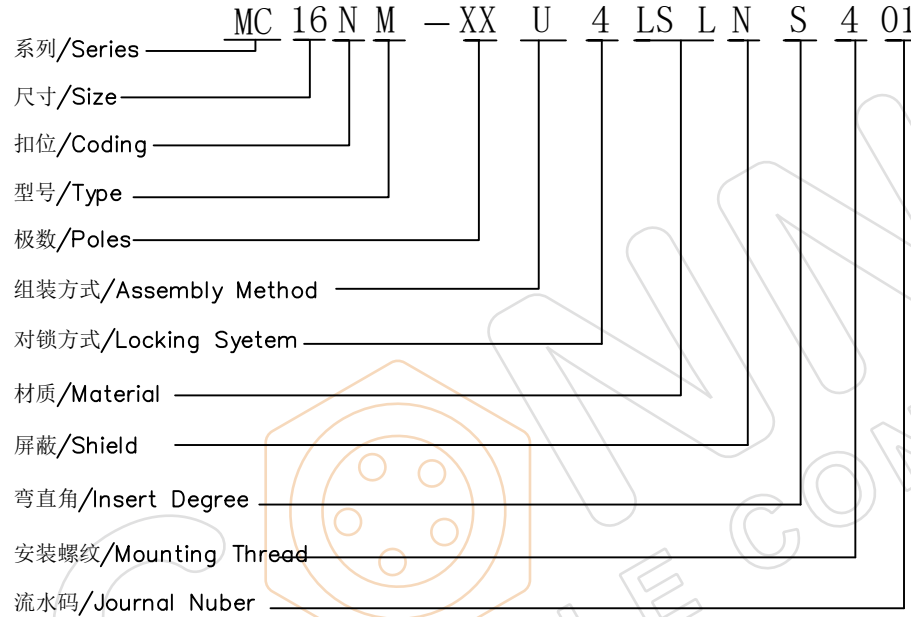 MC 16 N M -XX U 4 LS L N S 4 01
系列/Series
尺寸/Size
扣位/Coding
型号/Type
极数/Poles
组装方式/Assembly Method
对锁方式/Locking Syetem
材质/Material
屏蔽/Shield
弯直角/Insert Degree
安装螺纹/Mounting Thread
流水码/Journal Nuber